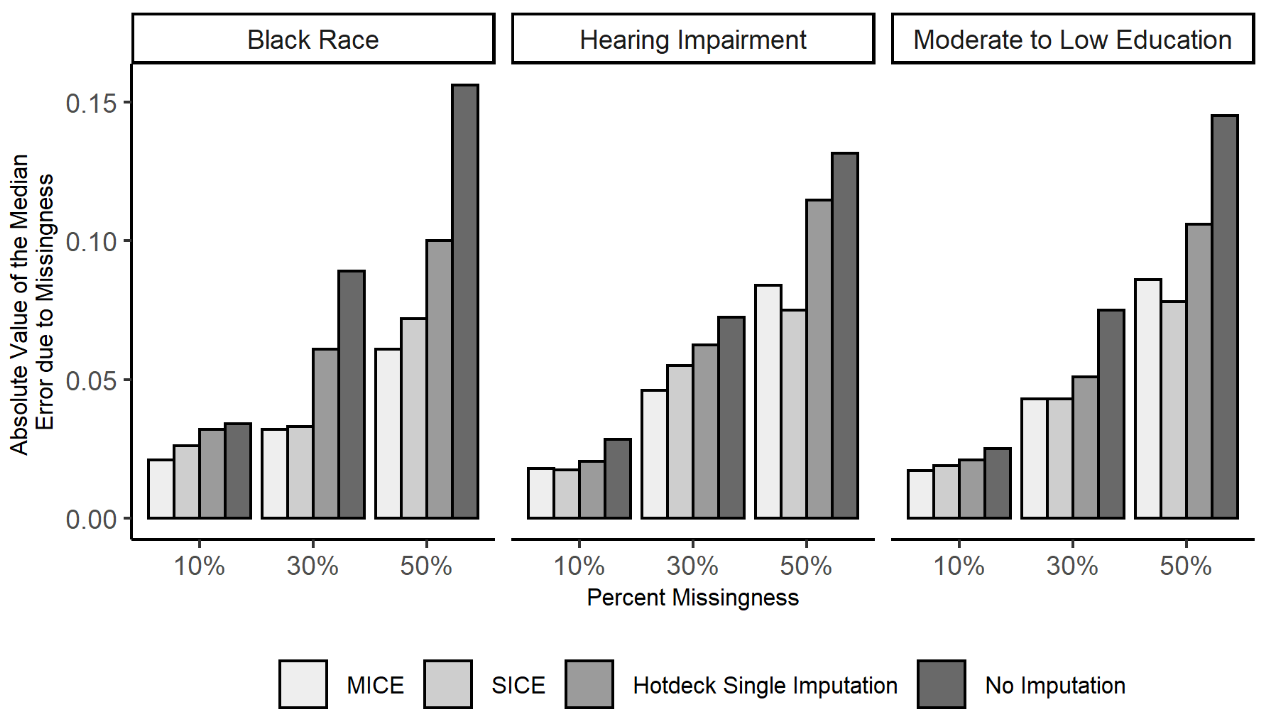 Black Race
Hearing Impairment
Moderate to Low Education
Absolute Value of the Median
Error due to Missingness
0.15
0.10
0.05
0.00
10% 30% 50%
10% 30% 50%
10% 30% 50%
Percent Missingness
MICE SICE Hotdeck Single Imputation No Imputation